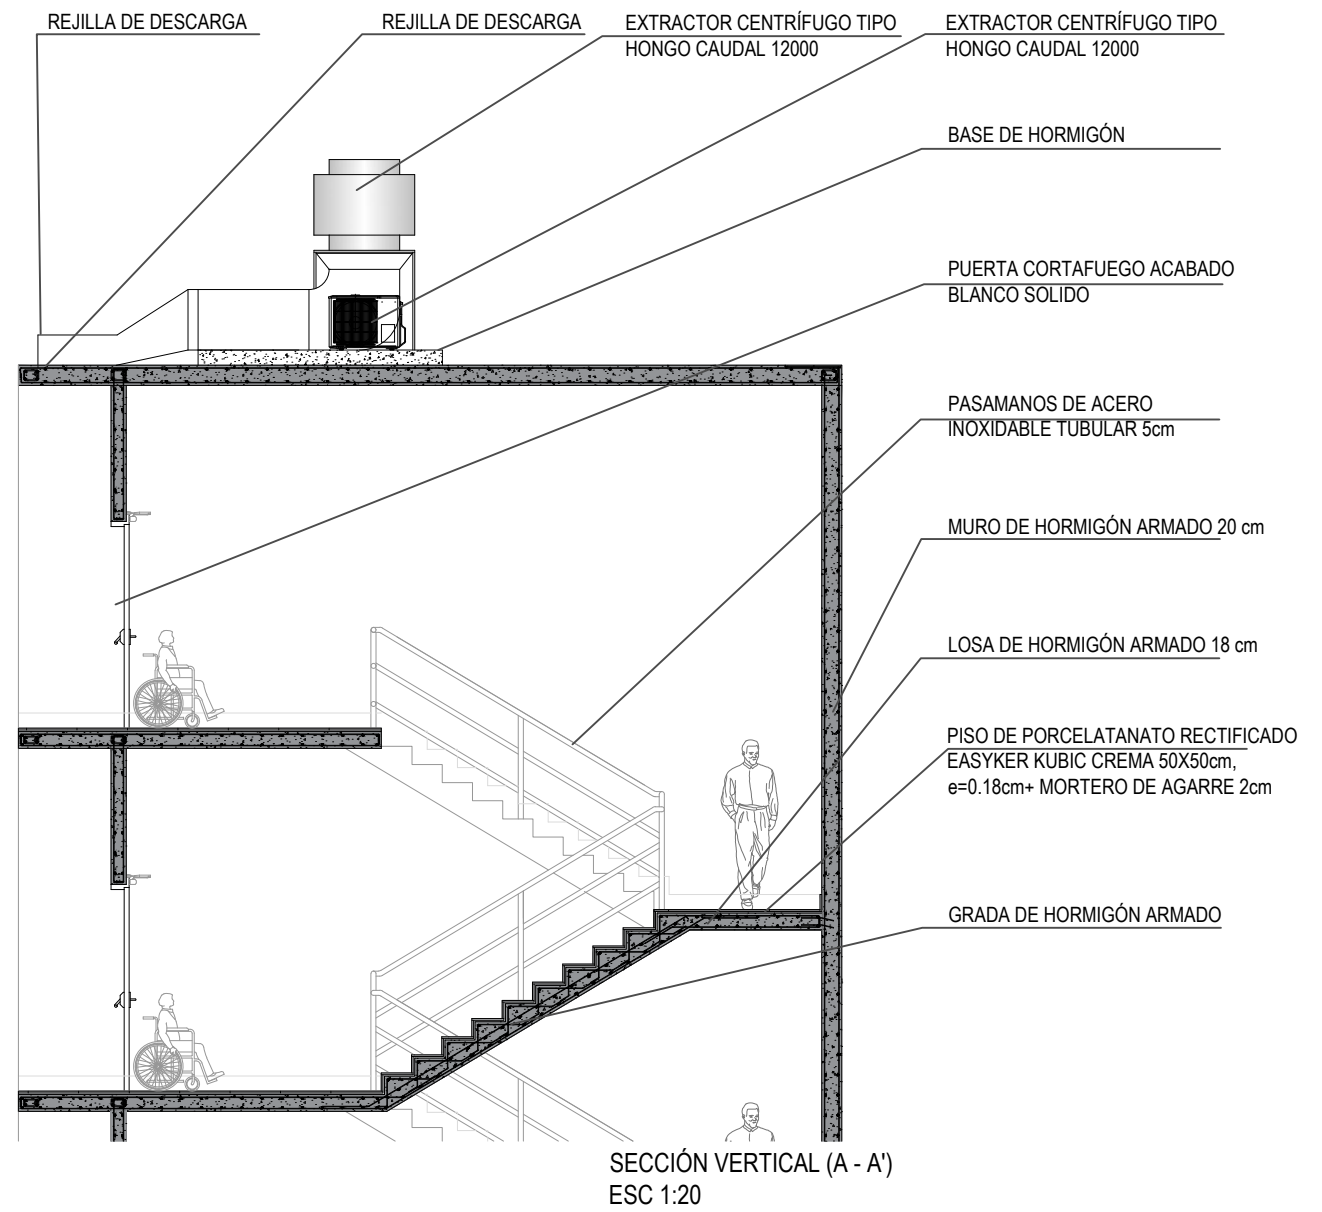 REJILLA DE DESCARGA
REJILLA DE DESCARGA
EXTRACTOR CENTRÍFUGO TIPO
HONGO CAUDAL 12000
EXTRACTOR CENTRÍFUGO TIPO
HONGO CAUDAL 12000
BASE DE HORMIGÓN
PUERTA CORTAFUEGO ACABADO
BLANCO SOLIDO
PASAMANOS DE ACERO
INOXIDABLE TUBULAR 5cm
MURO DE HORMIGÓN ARMADO 20 cm
LOSA DE HORMIGÓN ARMADO 18 cm
PISO DE PORCELATANATO RECTIFICADO
EASYKER KUBIC CREMA 50X50cm,
e=0.18cm+ MORTERO DE AGARRE 2cm
GRADA DE HORMIGÓN ARMADO
SECCIÓN VERTICAL (A - A')
ESC 1:20